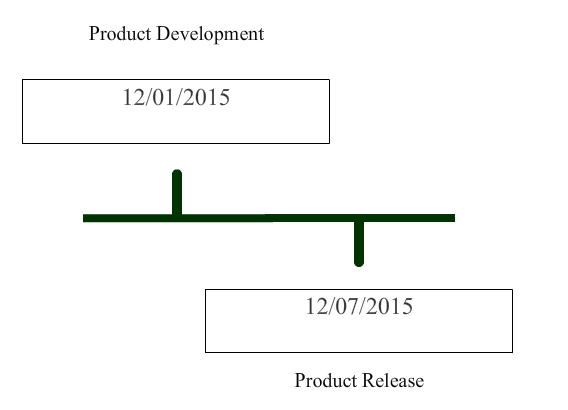 Product Development
12/01/2015
12/07/2015
Product Release